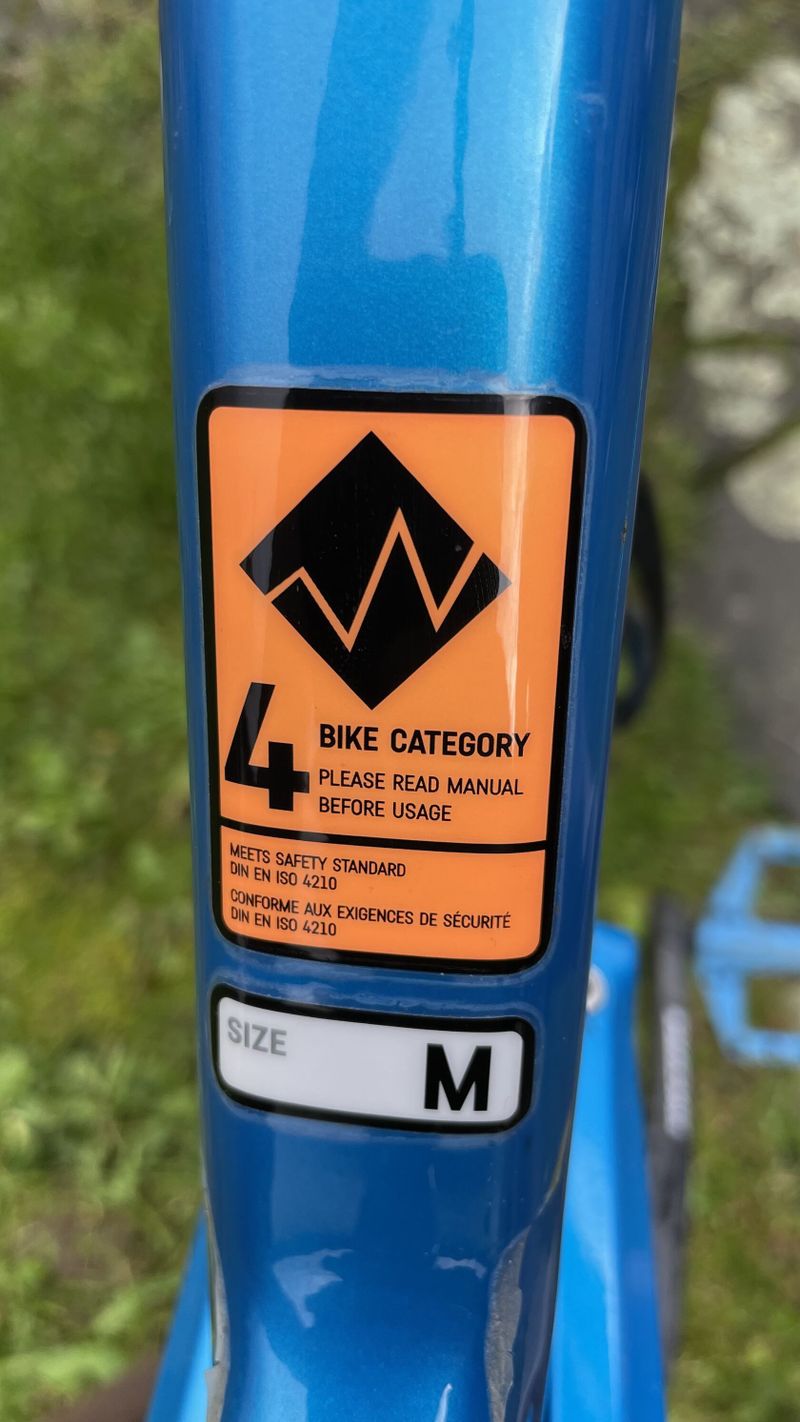 4
BIKE CATEGORY
PLEASE READ MANUAL
BEFORE USAGE
MEETS SAFETY STANDARD
DIN EN ISO 4210
CONFORME AUX EXIGENCES DE SÉCURITÉ
DIN EN ISO 4210
SIZE M